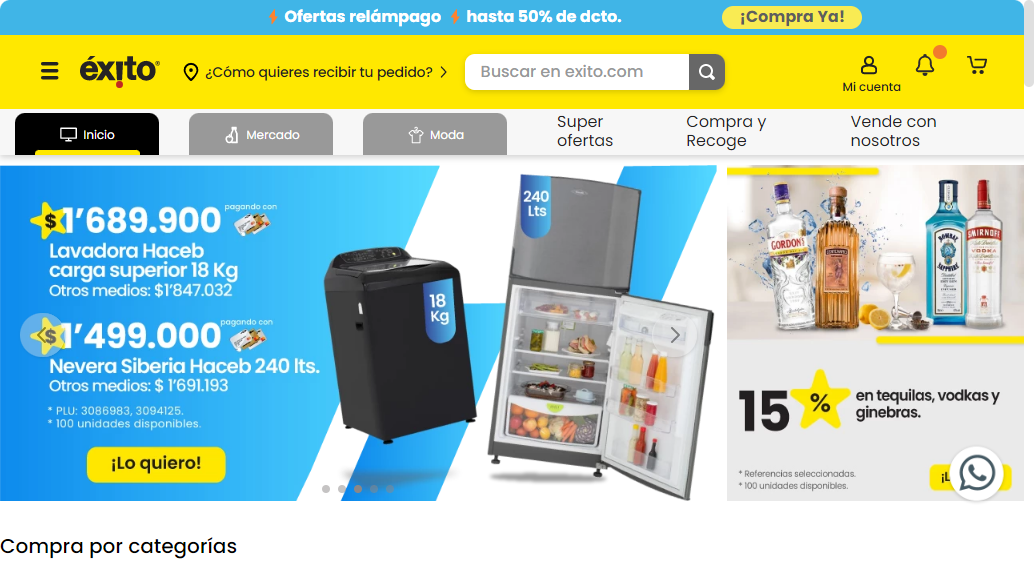 Ofertas relámpago hasta 50% de dcto.
¡Compra Ya!
éxito
¿Cómo quieres recibir tu pedido?
Buscar en exito.com
Mi cuenta
Inicio
Mercado
Moda
Super
ofertas
Compra y
Recoge
Vende con
nosotros
$1’689.900
pagando con
Lavadora Haceb
carga superior 18 Kg
Otros medios: $1’847.032
$1’499.000
pagando con
Nevera Siberia Haceb 240 lts.
Otros medios: $ 1’691.193
* PLU: 3086983, 3094125.
* 100 unidades disponibles.
¡Lo quiero!
18
Kg
240
Lts
GORDON'S
BOMBAY
SAPPHIRE
SMIRNOFF
VODKA
15%
en tequilas, vodkas y
ginebras.
* Referencias seleccionadas.
* 100 unidades disponibles.
Compra por categorías